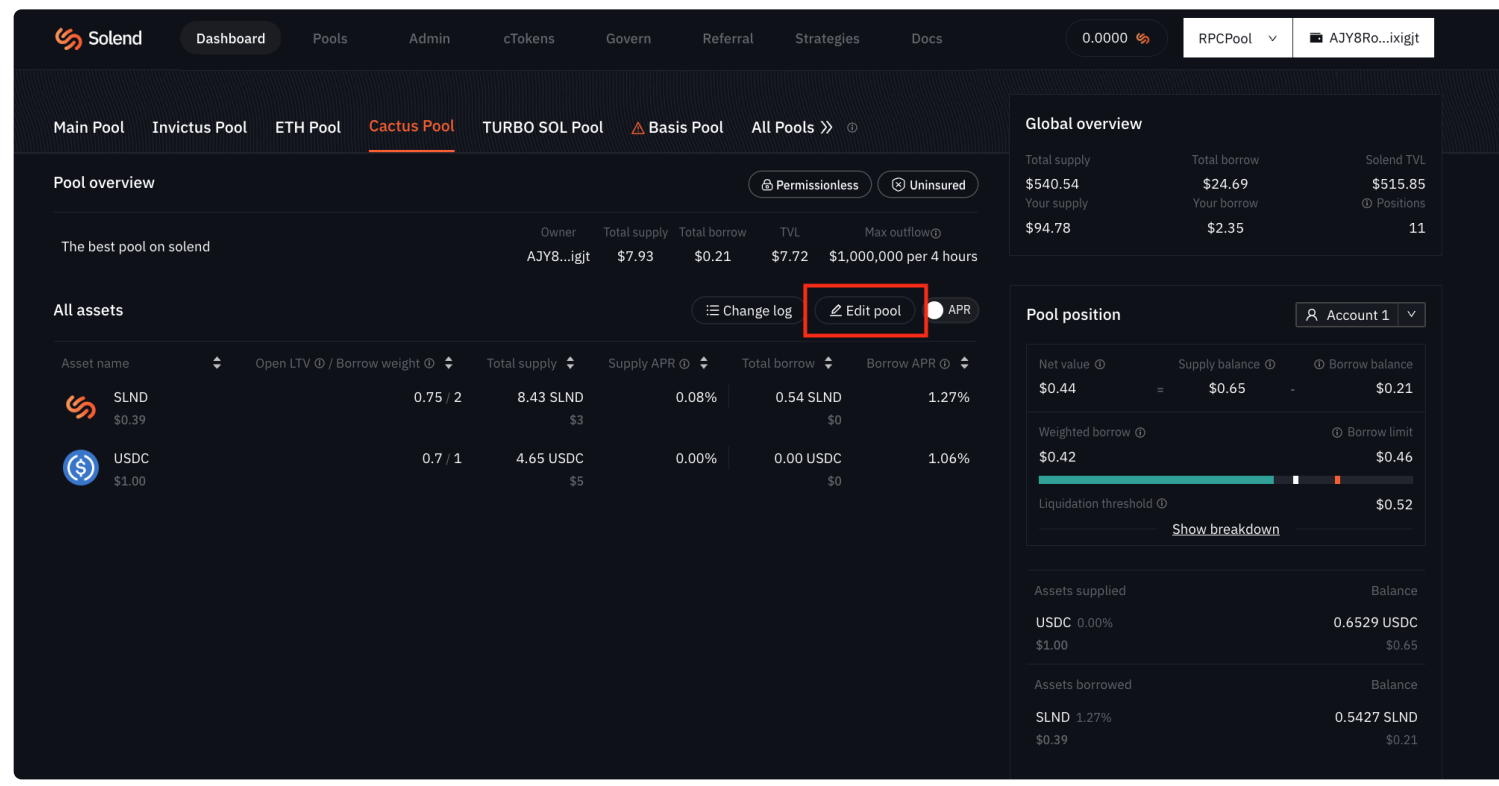 Solend Dashboard Pools Admin cTokens Govern Referral Strategies Docs 0.0000 RPCPool AJY8Ro...ixigjt
Main Pool Invictus Pool ETH Pool Cactus Pool TURBO SOL Pool Basis Pool All Pools
Pool overview Permissionless Uninsured
Owner Total supply Total borrow TVL Max outflow
The best pool on solend
AJY8...igjt $7.93 $0.21 $7.72 $1,000,000 per 4 hours
All assets Change log Edit pool APR
Asset name Open LTV / Borrow weight Total supply Supply APR Total borrow Borrow APR
SLND 0.75 / 2 8.43 SLND 0.08% 0.54 SLND 1.27%
$0.39 $3 $0
USDC 0.7 / 1 4.65 USDC 0.00% 0.00 USDC 1.06%
$1.00 $5 $0
Global overview
Total supply Total borrow Solend TVL
$540.54 $24.69 $515.85
Your supply Your borrow Positions
$94.78 $2.35 11
Pool position Account 1
Net value Supply balance Borrow balance
$0.44 = $0.65 - $0.21
Weighted borrow Borrow limit
$0.42 $0.46
Liquidation threshold $0.52
Show breakdown
Assets supplied Balance
USDC 0.00% 0.6529 USDC
$1.00 $0.65
Assets borrowed Balance
SLND 1.27% 0.5427 SLND
$0.39 $0.21